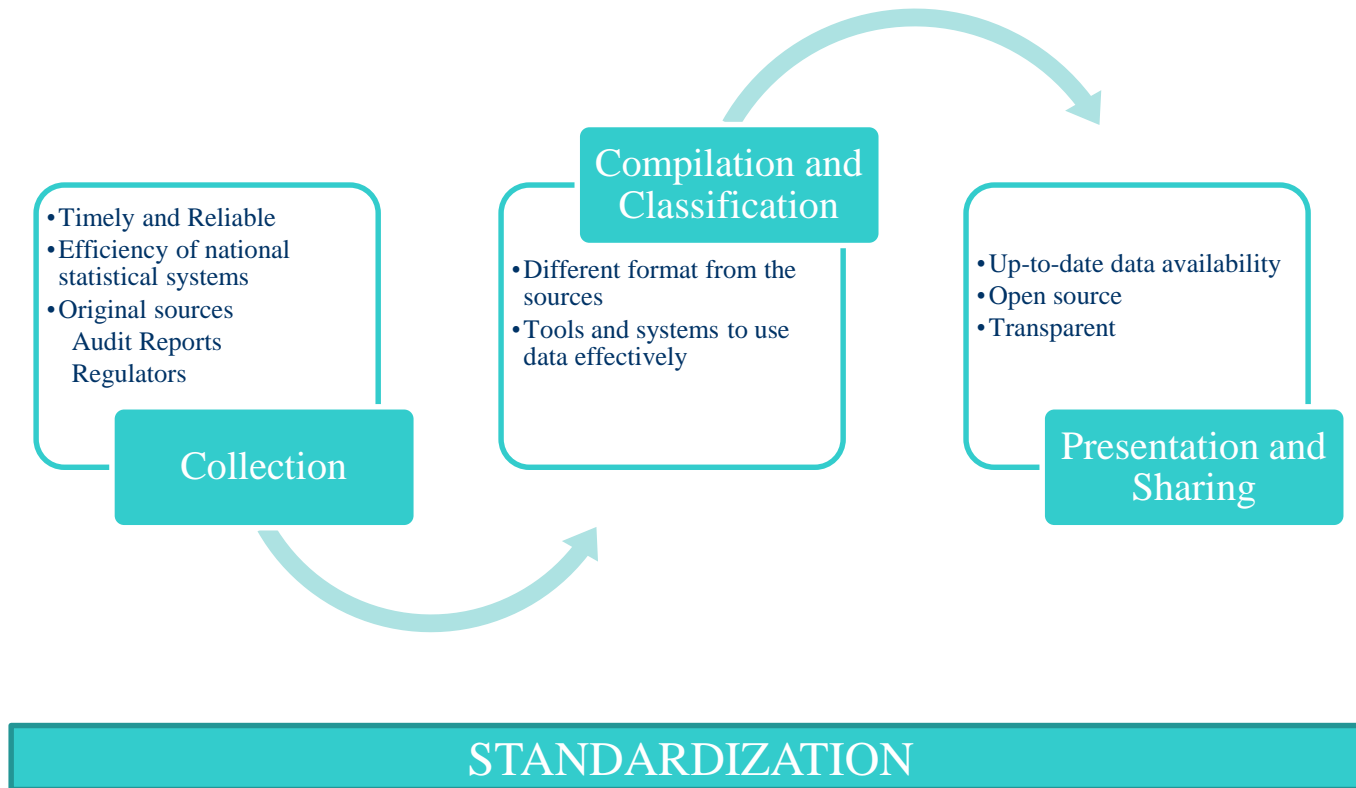 •Timely and Reliable
•Efficiency of national
statistical systems
•Original sources
Audit Reports
Regulators
Collection
Compilation and
Classification
•Different format from the
sources
•Tools and systems to use
data effectively
•Up-to-date data availability
•Open source
•Transparent
Presentation and
Sharing
STANDARDIZATION